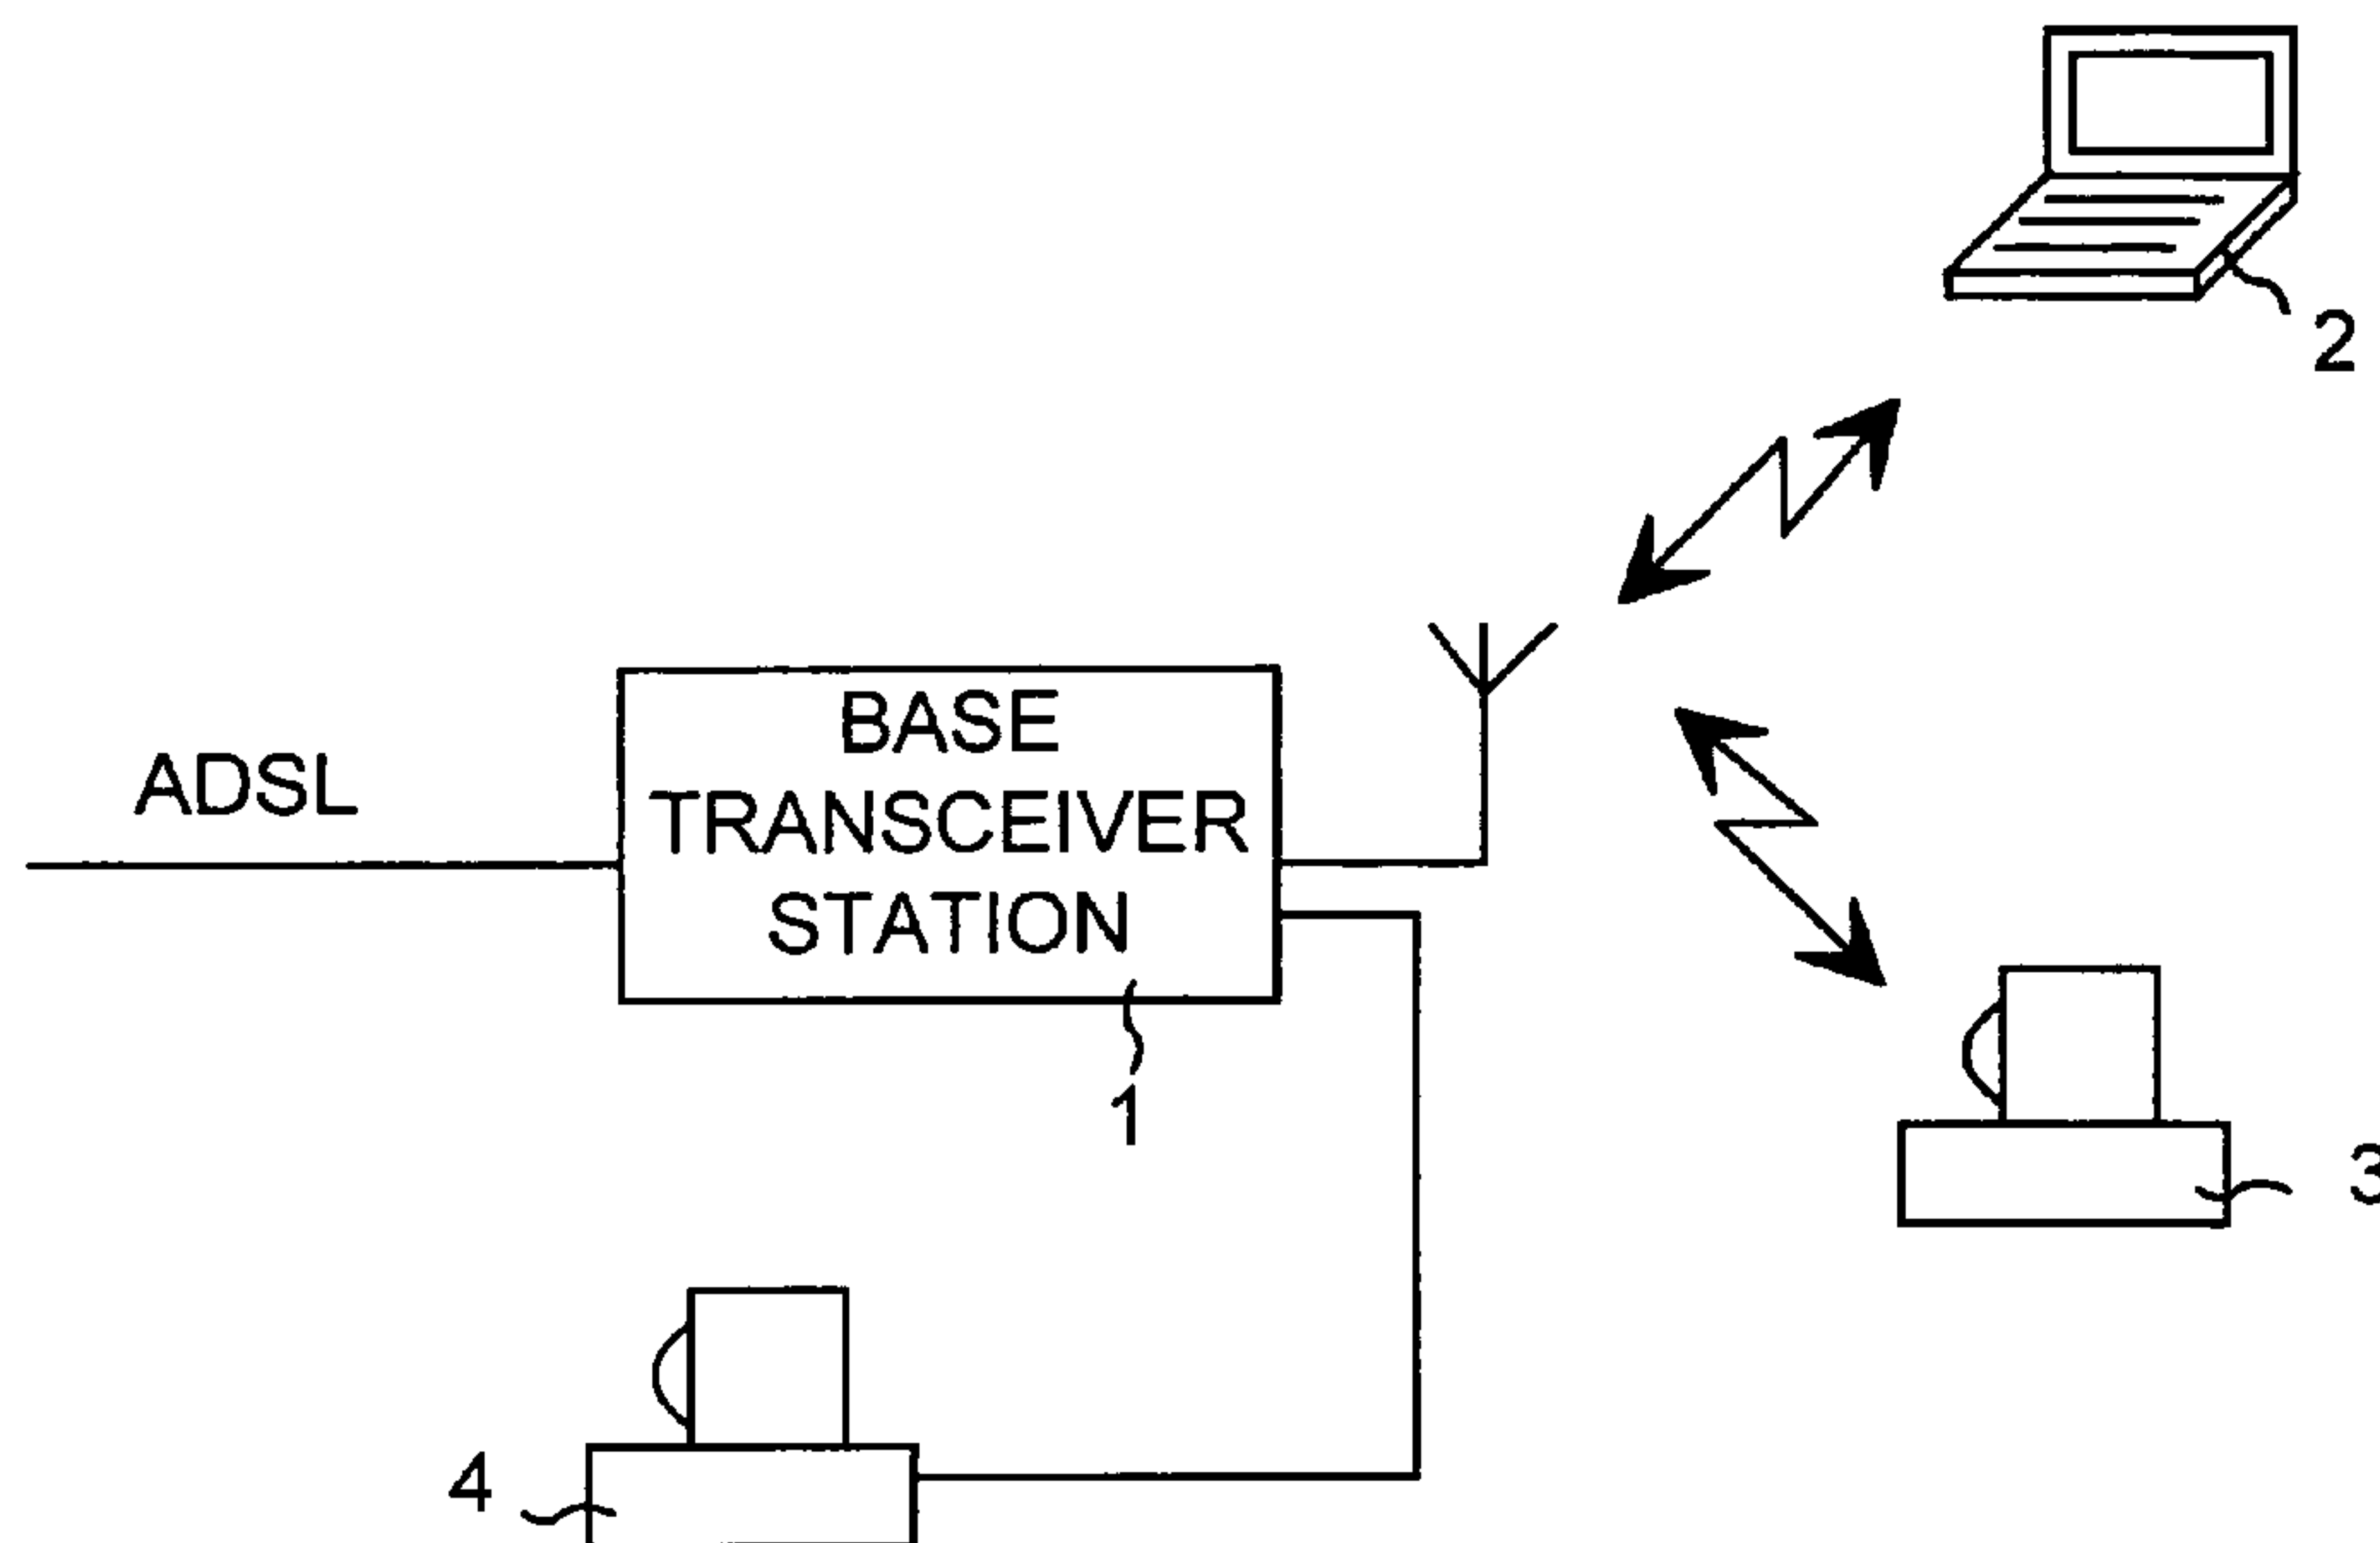 2
BASE
TRANSCEIVER
STATION
ADSL
1
3
4